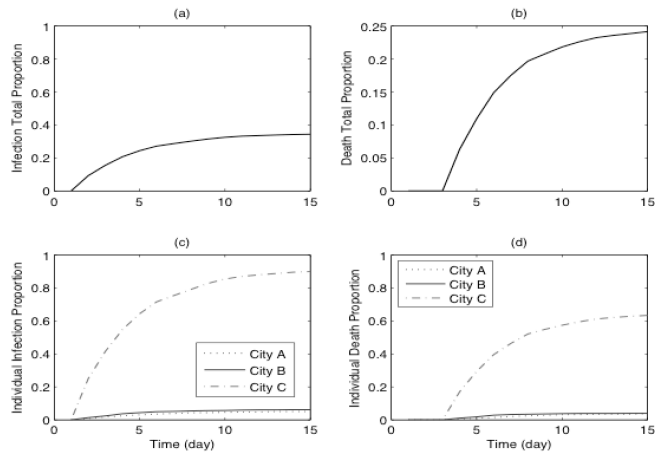 (a)
Infection Total Proportion
1
0.8
0.6
0.4
0.2
0
0
5
10
15
(b)
Death Total Proportion
0.25
0.2
0.15
0.1
0.05
0
0
5
10
15
(c)
Individual Infection Proportion
1
0.8
0.6
0.4
0.2
0
City A
City B
City C
0
5
10
15
Time (day)
(d)
Individual Death Proportion
1
0.8
0.6
0.4
0.2
0
City A
City B
City C
0
5
10
15
Time (day)